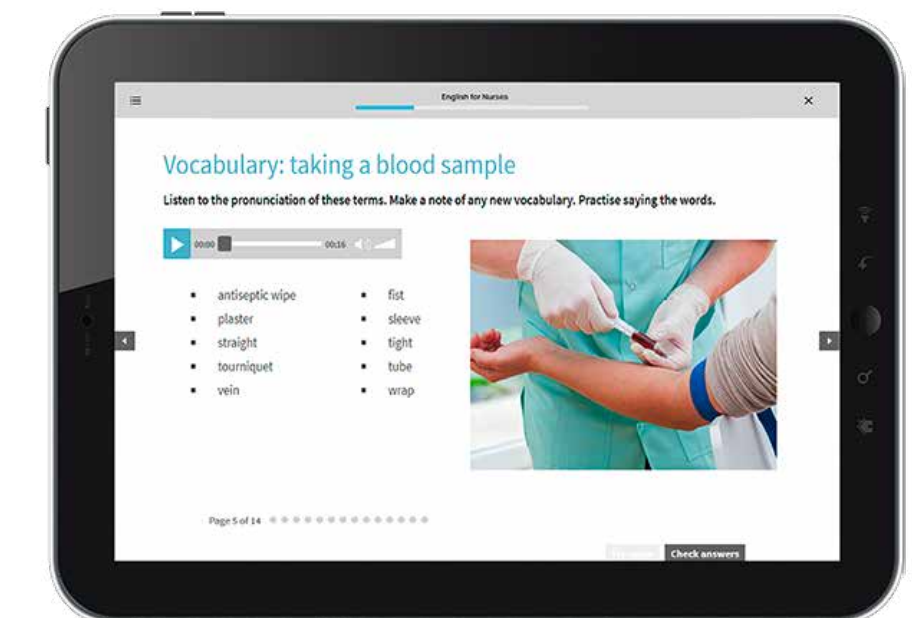 English for Nurses
Vocabulary: taking a blood sample
Listen to the pronunciation of these terms. Make a note of any new vocabulary. Practise saying the words.
00:00 00:16
antiseptic wipe
plaster
straight
tourniquet
vein
fist
sleeve
tight
tube
wrap
Page 5 of 14
Check answers